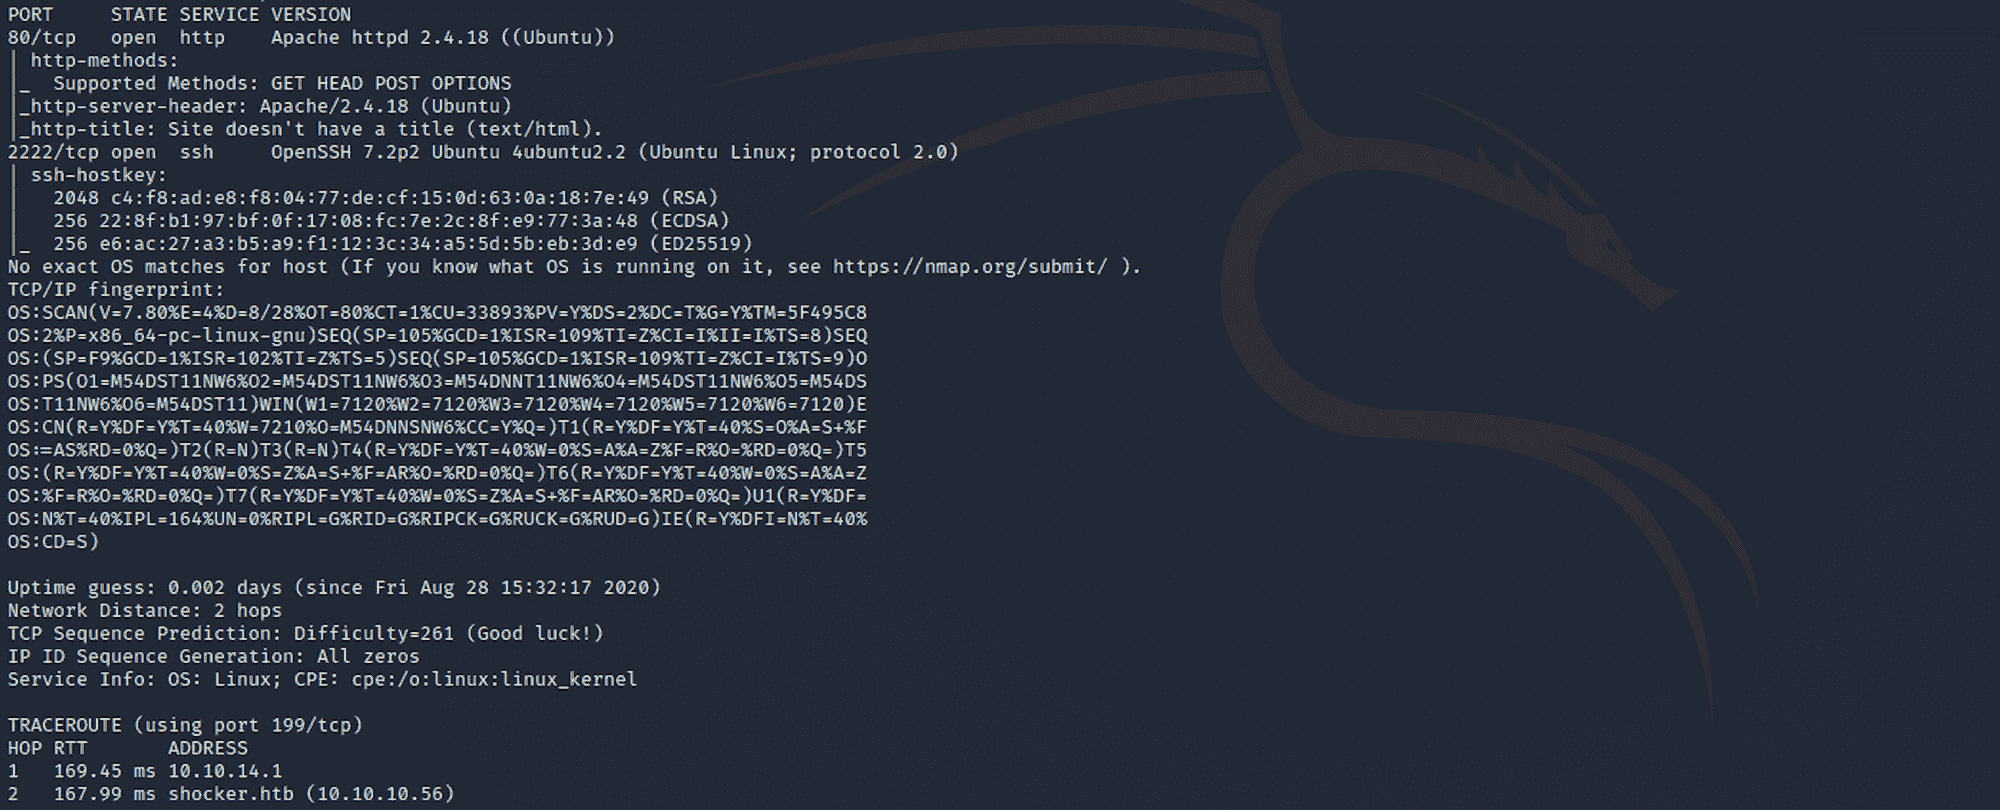 PORT     STATE SERVICE VERSION
80/tcp   open  http    Apache httpd 2.4.18 ((Ubuntu))
| http-methods:
|_  Supported Methods: GET HEAD POST OPTIONS
|_http-server-header: Apache/2.4.18 (Ubuntu)
|_http-title: Site doesn't have a title (text/html).
2222/tcp open  ssh     OpenSSH 7.2p2 Ubuntu 4ubuntu2.2 (Ubuntu Linux; protocol 2.0)
| ssh-hostkey:
|   2048 c4:f8:ad:e8:f8:04:77:de:cf:15:0d:63:0a:18:7e:49 (RSA)
|   256 22:8f:b1:97:bf:0f:17:08:fc:7e:2c:8f:e9:77:3a:48 (ECDSA)
|_  256 e6:ac:27:a3:b5:a9:f1:12:3c:34:a5:5d:5b:eb:3d:e9 (ED25519)
No exact OS matches for host (If you know what OS is running on it, see https://nmap.org/submit/ ).
TCP/IP fingerprint:
OS:SCAN(V=7.80%E=4%D=8/28%OT=80%CT=1%CU=33893%PV=Y%DS=2%DC=T%G=Y%TM=5F495C8
OS:2%P=x86_64-pc-linux-gnu)SEQ(SP=105%GCD=1%ISR=109%TI=Z%CI=I%II=I%TS=8)SEQ
OS:(SP=F9%GCD=1%ISR=102%TI=Z%TS=5)SEQ(SP=105%GCD=1%ISR=109%TI=Z%CI=I%TS=9)O
OS:PS(O1=M54DST11NW6%O2=M54DST11NW6%O3=M54DNNT11NW6%O4=M54DST11NW6%O5=M54DS
OS:T11NW6%O6=M54DST11)WIN(W1=7120%W2=7120%W3=7120%W4=7120%W5=7120%W6=7120)E
OS:CN(R=Y%DF=Y%T=40%W=7210%O=M54DNNSNW6%CC=Y%Q=)T1(R=Y%DF=Y%T=40%S=O%A=S+%F
OS:=AS%RD=0%Q=)T2(R=N)T3(R=N)T4(R=Y%DF=Y%T=40%W=0%S=A%A=Z%F=R%O=%RD=0%Q=)T5
OS:(R=Y%DF=Y%T=40%W=0%S=Z%A=S+%F=AR%O=%RD=0%Q=)T6(R=Y%DF=Y%T=40%W=0%S=A%A=Z
OS:%F=R%O=%RD=0%Q=)T7(R=Y%DF=Y%T=40%W=0%S=Z%A=S+%F=AR%O=%RD=0%Q=)U1(R=Y%DF=
OS:N%T=40%IPL=164%UN=0%RIPL=G%RID=G%RIPCK=G%RUCK=G%RUD=G)IE(R=Y%DFI=N%T=40%
OS:CD=S)
Uptime guess: 0.002 days (since Fri Aug 28 15:32:17 2020)
Network Distance: 2 hops
TCP Sequence Prediction: Difficulty=261 (Good luck!)
IP ID Sequence Generation: All zeros
Service Info: OS: Linux; CPE: cpe:/o:linux:linux_kernel
TRACEROUTE (using port 199/tcp)
HOP RTT       ADDRESS
1   169.45 ms 10.10.14.1
2   167.99 ms shocker.htb (10.10.10.56)